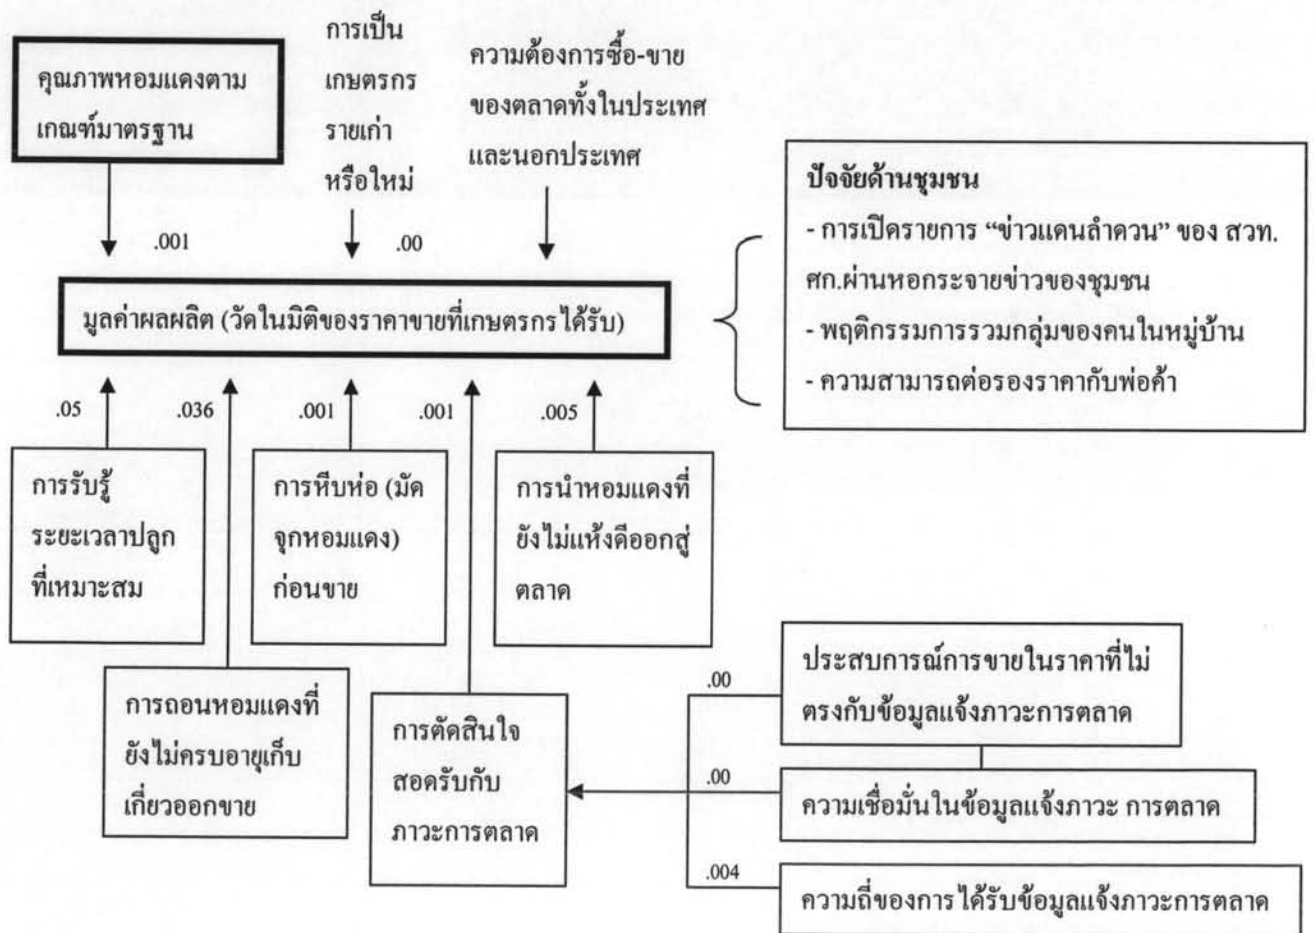 คุณภาพหอมแดงตาม
เกณฑ์มาตรฐาน
การเป็น
เกษตรกร
รายเก่า
หรือใหม่
ความต้องการซื้อ-ขาย
ของตลาดทั้งในประเทศ
และนอกประเทศ
.001
.00
มูลค่าผลผลิต (วัดในมิติของราคาขายที่เกษตรกรได้รับ)
ปัจจัยด้านชุมชน
- การเปิดรายการ “ข่าวแดนลำดวน” ของ สวท.
ศก.ผ่านหอกระจายข่าวของชุมชน
- พฤติกรรมการรวมกลุ่มของคนในหมู่บ้าน
- ความสามารถต่อรองราคากับพ่อค้า
.05
.036
.001
.001
.005
การรับรู้
ระยะเวลาปลูก
ที่เหมาะสม
การหีบห่อ (มัด
จุกหอมแดง)
ก่อนขาย
การนำหอมแดงที่
ยังไม่แห้งดีออกสู่
ตลาด
การถอนหอมแดงที่
ยังไม่ครบอายุเก็บ
เกี่ยวออกขาย
การตัดสินใจ
สอดรับกับ
ภาวะการตลาด
.00
ประสบการณ์การขายในราคาที่ไม่
ตรงกับข้อมูลแจ้งภาวะการตลาด
.00
ความเชื่อมั่นในข้อมูลแจ้งภาวะ การตลาด
.004
ความถี่ของการได้รับข้อมูลแจ้งภาวะการตลาด